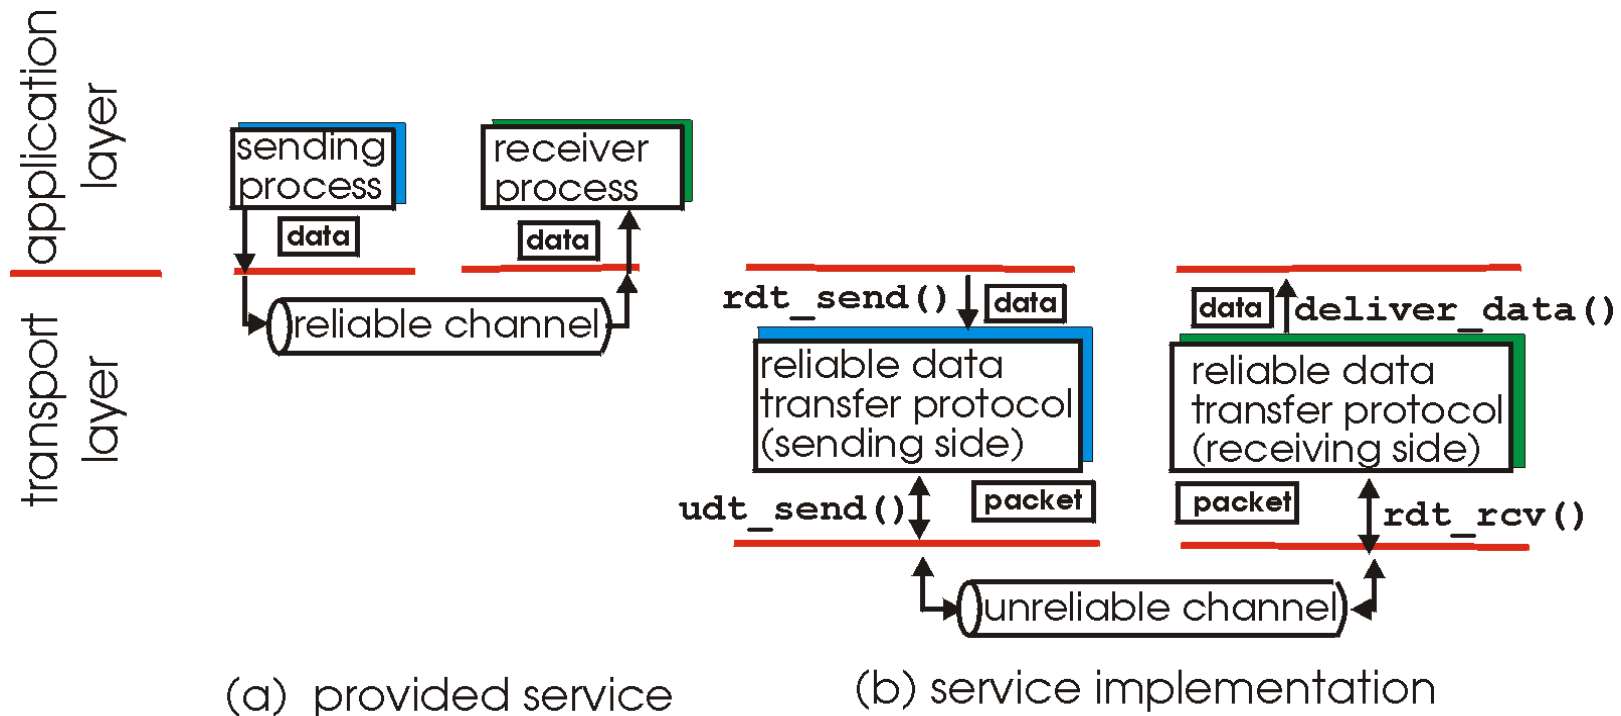 application
layer
transport
layer
sending
process
data
receiver
process
data
reliable channel
(a) provided service
rdt_send()
data
reliable data
transfer protocol
(sending side)
udt_send()
packet
data
deliver_data()
reliable data
transfer protocol
(receiving side)
packet
rdt_rcv()
unreliable channel
(b) service implementation